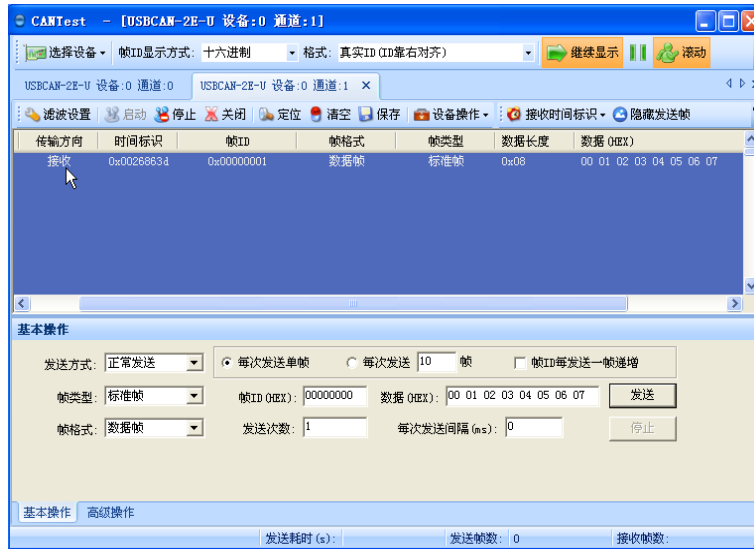 CANTest - [USBCAN-2E-U 设备:0 通道:1]
选择设备 帧ID显示方式: 十六进制 格式: 真实ID(ID靠右对齐) 继续显示 滚动
USBCAN-2E-U 设备:0 通道:0 USBCAN-2E-U 设备:0 通道:1
滤波设置 启动 停止 关闭 定位 清空 保存 设备操作 接收时间标识 隐藏发送帧
传输方向 时间标识 帧ID 帧格式 帧类型 数据长度 数据(HEX)
接收 0x0026863d 0x00000001 数据帧 标准帧 0x08 00 01 02 03 04 05 06 07
基本操作
发送方式: 正常发送 每次发送单帧 每次发送 10 帧 帧ID每发送一帧递增
帧类型: 标准帧 帧ID(HEX): 00000000 数据(HEX): 00 01 02 03 04 05 06 07 发送
帧格式: 数据帧 发送次数: 1 每次发送间隔(ms): 0 停止
基本操作 高级操作
发送耗时(s): 发送帧数: 0 接收帧数: